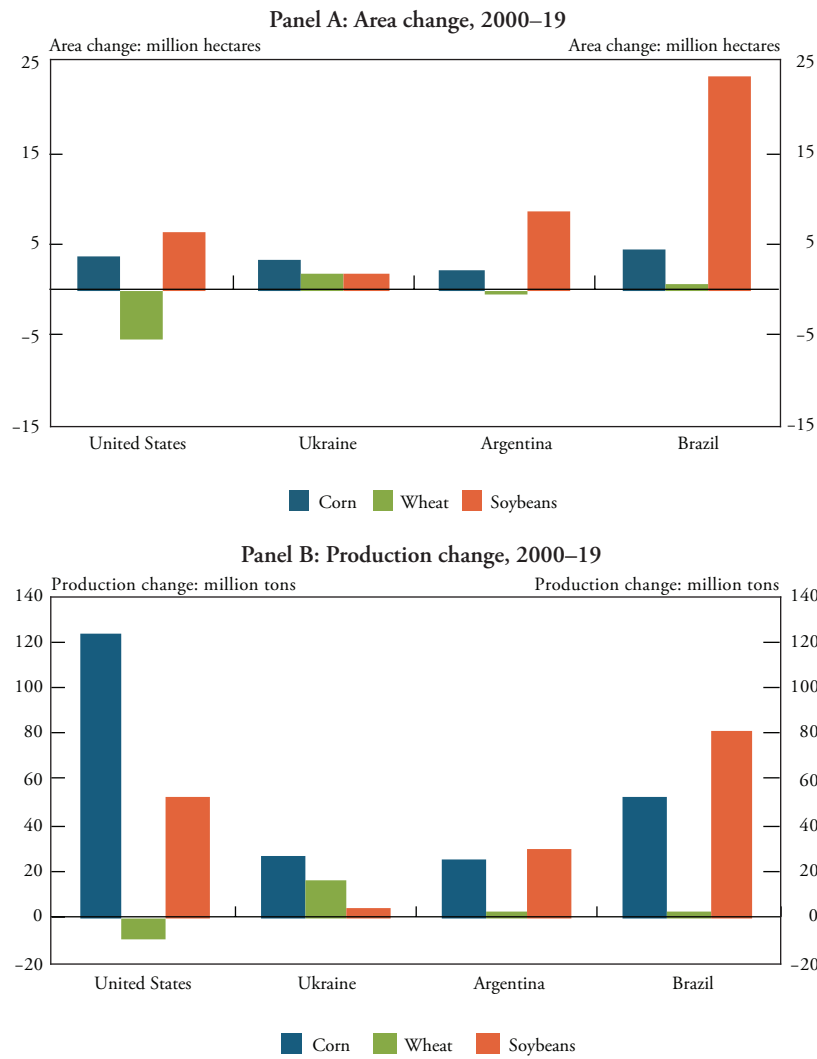 Panel A: Area change, 2000–19
Area change: million hectares Area change: million hectares
25 25
15 15
5 5
–5 –5
–15 –15
United States Ukraine Argentina Brazil
Corn Wheat Soybeans
Panel B: Production change, 2000–19
Production change: million tons Production change: million tons
140 140
120 120
100 100
80 80
60 60
40 40
20 20
0 0
–20 –20
United States Ukraine Argentina Brazil
Corn Wheat Soybeans